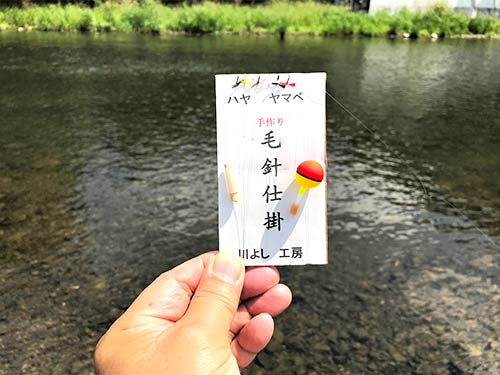 ハヤ ヤマベ
手作り
毛針仕掛
川よし 工房